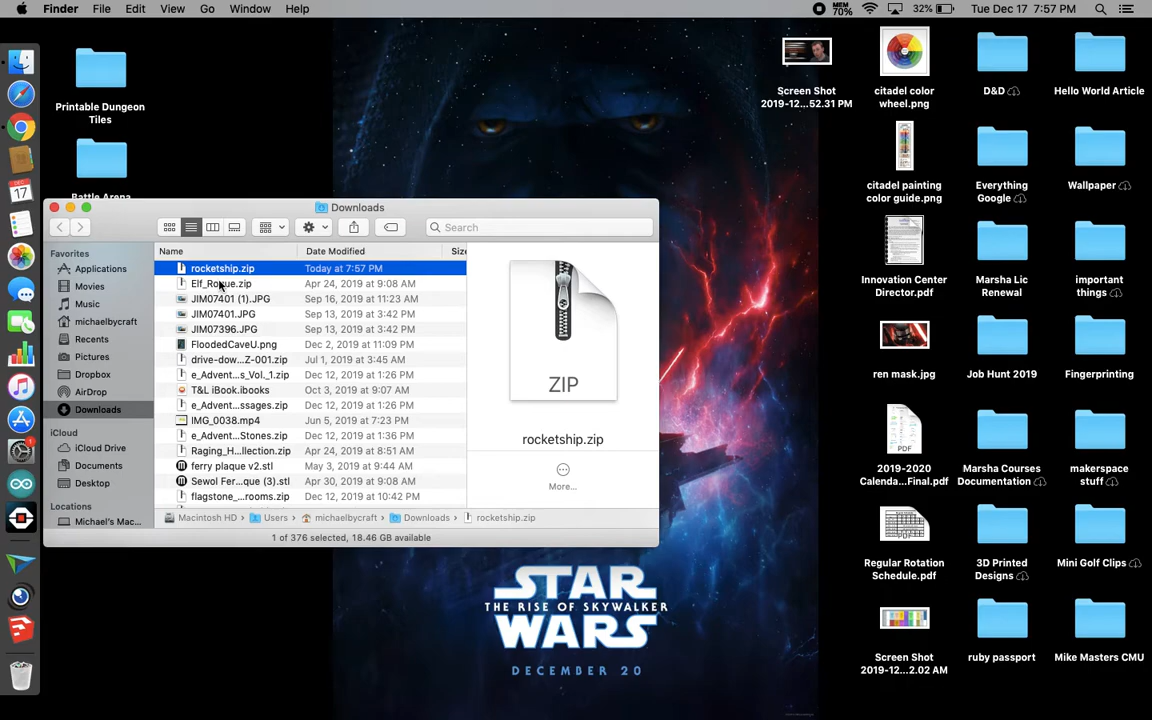 Finder File Edit View Go Window Help
MEM 70% 32% Tue Dec 17 7:57 PM
Printable Dungeon
Tiles
Battle Arena
Downloads
Search
Favorites
Applications
Movies
Music
michaelbycraft
Recents
Pictures
Dropbox
AirDrop
Downloads
iCloud
iCloud Drive
Documents
Desktop
Locations
Michael's Mac...
Name Date Modified Size
rocketship.zip Today at 7:57 PM
Elf_Rogue.zip Apr 24, 2019 at 9:08 AM
JIM07401 (1).JPG Sep 16, 2019 at 11:23 AM
JIM07401.JPG Sep 13, 2019 at 3:42 PM
JIM07396.JPG Sep 13, 2019 at 3:42 PM
FloodedCaveU.png Dec 2, 2019 at 11:09 PM
drive-dow...Z-001.zip Jul 1, 2019 at 3:45 AM
e_Advent...s_Vol._1.zip Dec 12, 2019 at 1:26 PM
T&L iBook.ibooks Oct 3, 2019 at 9:07 AM
e_Advent...ssages.zip Dec 12, 2019 at 1:26 PM
IMG_0038.mp4 Jun 5, 2019 at 7:23 PM
e_Advent...Stones.zip Dec 12, 2019 at 1:36 PM
Raging_H...llection.zip Apr 24, 2019 at 8:51 AM
ferry plaque v2.stl May 3, 2019 at 9:44 AM
Sewol Fer...que (3).stl Apr 30, 2019 at 9:08 AM
flagstone_...rooms.zip Dec 12, 2019 at 10:42 PM
ZIP
rocketship.zip
More...
Macintosh HD › Users › michaelbycraft › Downloads › rocketship.zip
1 of 376 selected, 18.46 GB available
STAR
THE RISE OF SKYWALKER
WARS
DECEMBER 20
Screen Shot
2019-12...52.31 PM
citadel color
wheel.png
D&D
Hello World Article
citadel painting
color guide.png
Everything
Google
Wallpaper
Innovation Center
Director.pdf
Marsha Lic
Renewal
important
things
ren mask.jpg
Job Hunt 2019
Fingerprinting
PDF
2019-2020
Calenda...Final.pdf
Marsha Courses
Documentation
makerspace
stuff
Regular Rotation
Schedule.pdf
3D Printed
Designs
Mini Golf Clips
Screen Shot
2019-12...2.02 AM
ruby passport
Mike Masters CMU